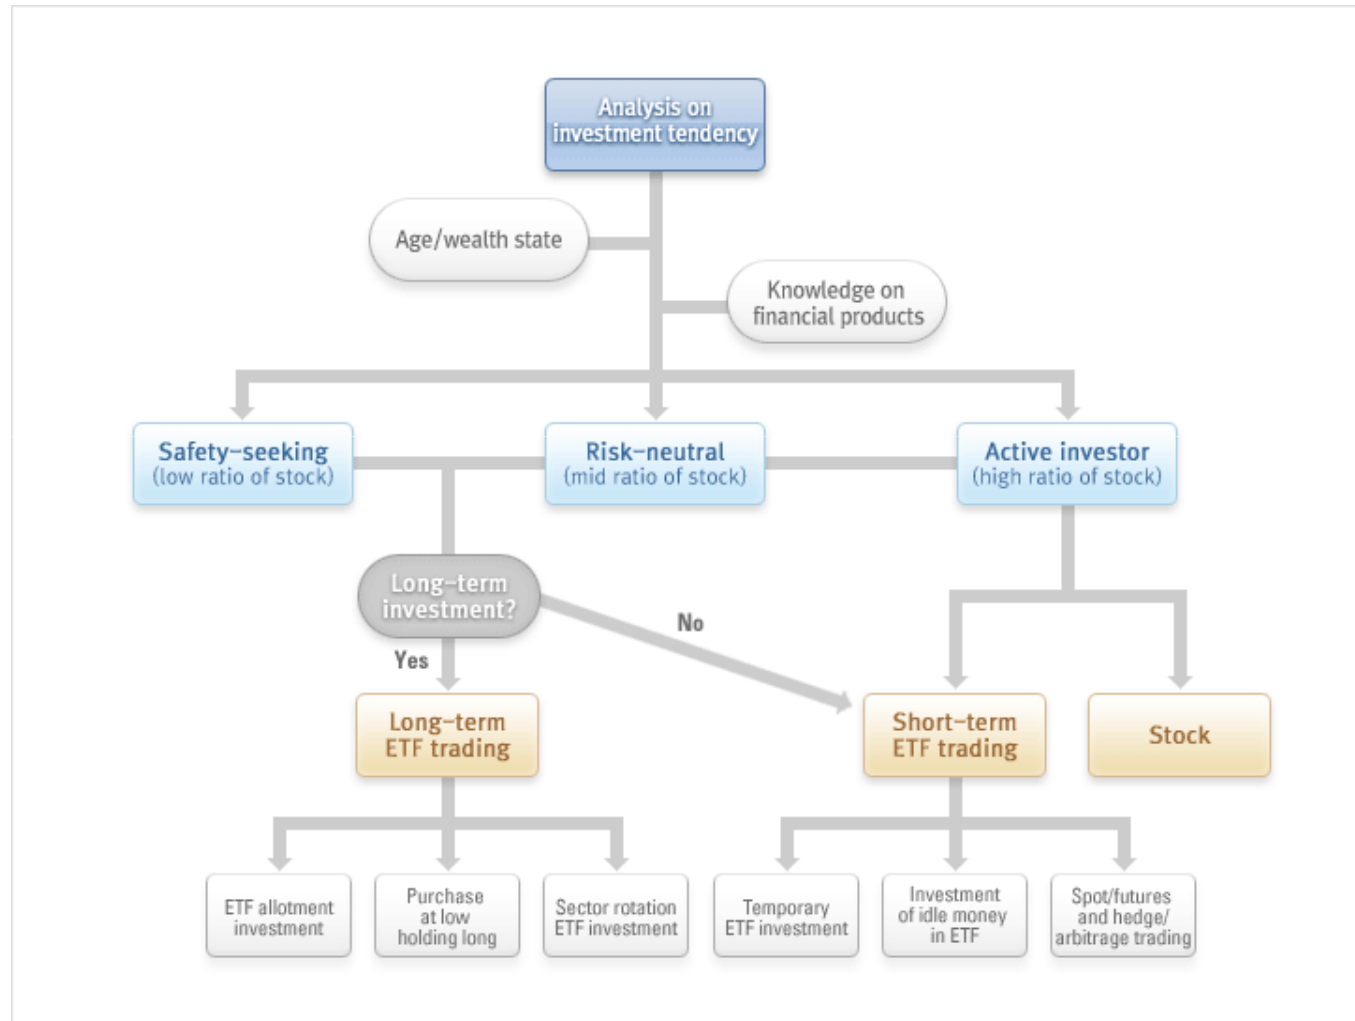 Analysis on
investment tendency
Age/wealth state
Knowledge on
financial products
Safety-seeking
(low ratio of stock)
Risk-neutral
(mid ratio of stock)
Active investor
(high ratio of stock)
Long-term
investment?
No
Yes
Long-term
ETF trading
Short-term
ETF trading
Stock
ETF allotment
investment
Purchase
at low
holding long
Sector rotation
ETF investment
Temporary
ETF investment
Investment
of idle money
in ETF
Spot/futures
and hedge/
arbitrage trading